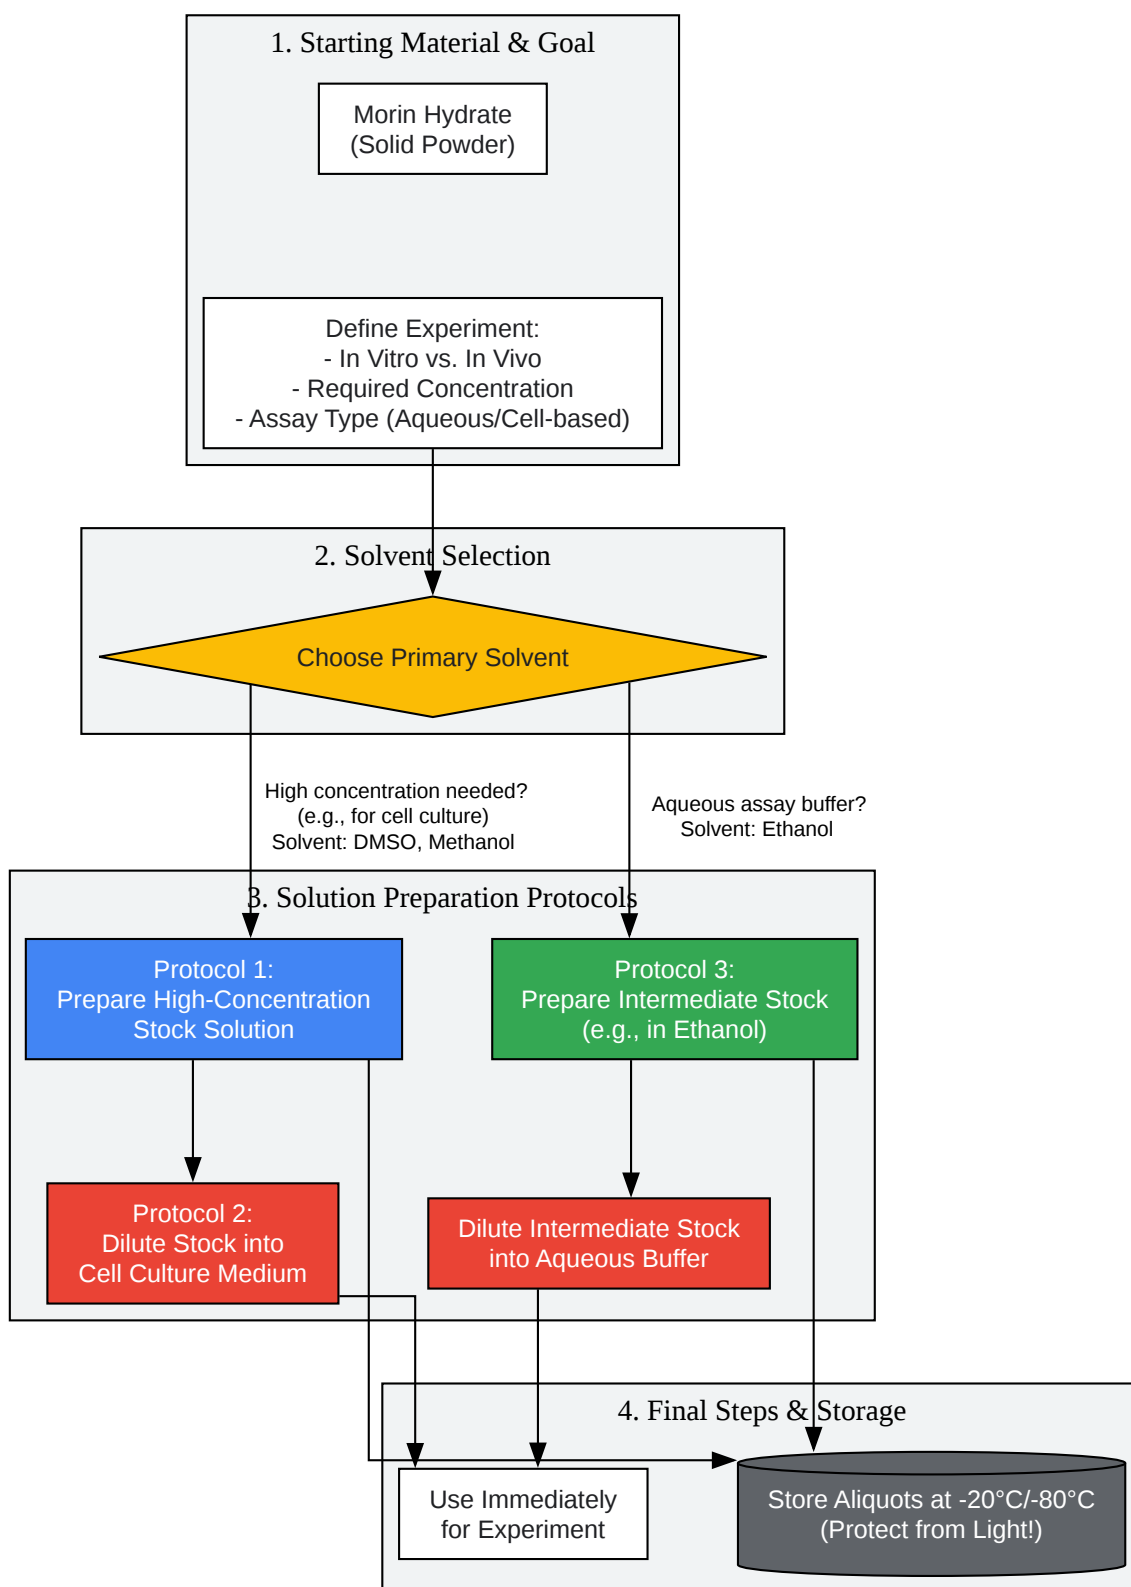 1. Starting Material & Goal
Morin Hydrate
(Solid Powder)
Define Experiment:
- In Vitro vs. In Vivo
- Required Concentration
- Assay Type (Aqueous/Cell-based)
2. Solvent Selection
Choose Primary Solvent
High concentration needed?
(e.g., for cell culture)
Solvent: DMSO, Methanol
Aqueous assay buffer?
Solvent: Ethanol
3. Solution Preparation Protocols
Protocol 1:
Prepare High-Concentration
Stock Solution
Protocol 3:
Prepare Intermediate Stock
(e.g., in Ethanol)
Protocol 2:
Dilute Stock into
Cell Culture Medium
Dilute Intermediate Stock
into Aqueous Buffer
4. Final Steps & Storage
Use Immediately
for Experiment
Store Aliquots at -20°C/-80°C
(Protect from Light!)